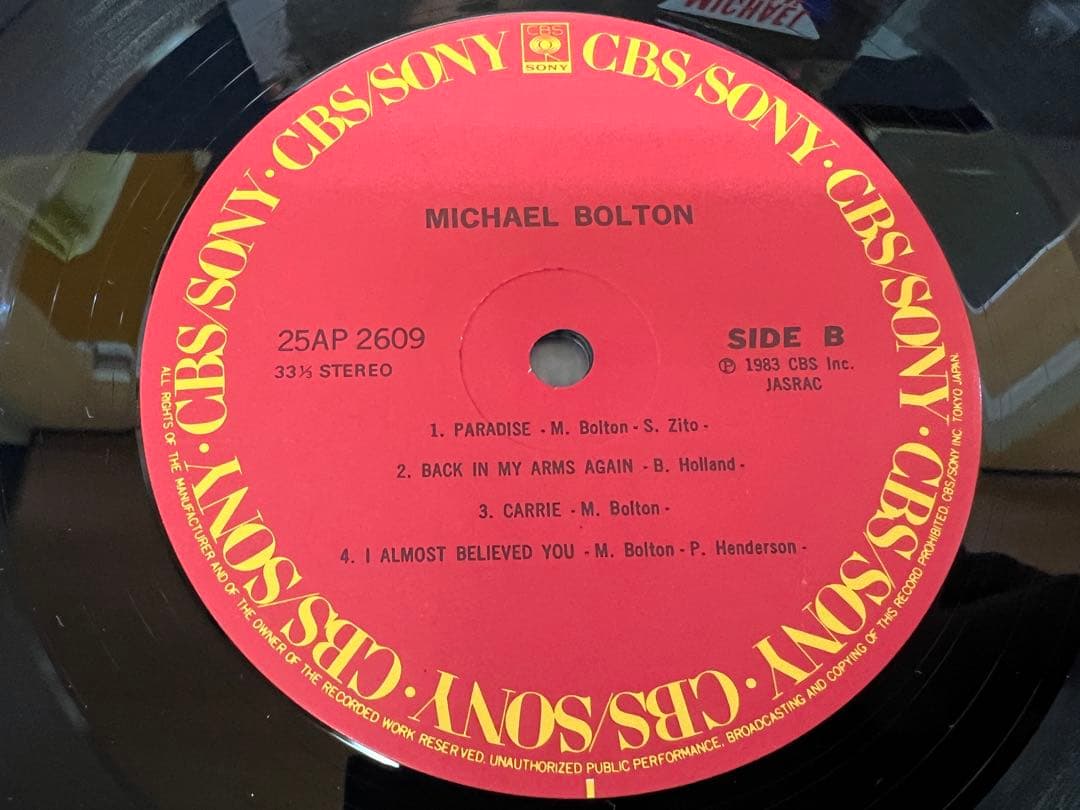 MICHAEL
CBS
SONY
CBS/SONY · CBS/SONY · CBS/SONY · CBS/SONY · CBS/SONY · CBS/SONY · CBS/SONY · CBS/SONY · CBS/SONY
MICHAEL BOLTON
25AP 2609
33⅓ STEREO
SIDE B
Ⓟ 1983 CBS Inc.
JASRAC
1. PARADISE - M. Bolton - S. Zito -
2. BACK IN MY ARMS AGAIN - B. Holland -
3. CARRIE - M. Bolton -
4. I ALMOST BELIEVED YOU - M. Bolton - P. Henderson -
ALL RIGHTS OF THE MANUFACTURER AND OF THE OWNER OF THE RECORDED WORK RESERVED. UNAUTHORIZED PUBLIC PERFORMANCE, BROADCASTING AND COPYING OF THIS RECORD PROHIBITED. CBS/SONY INC. TOKYO JAPAN.